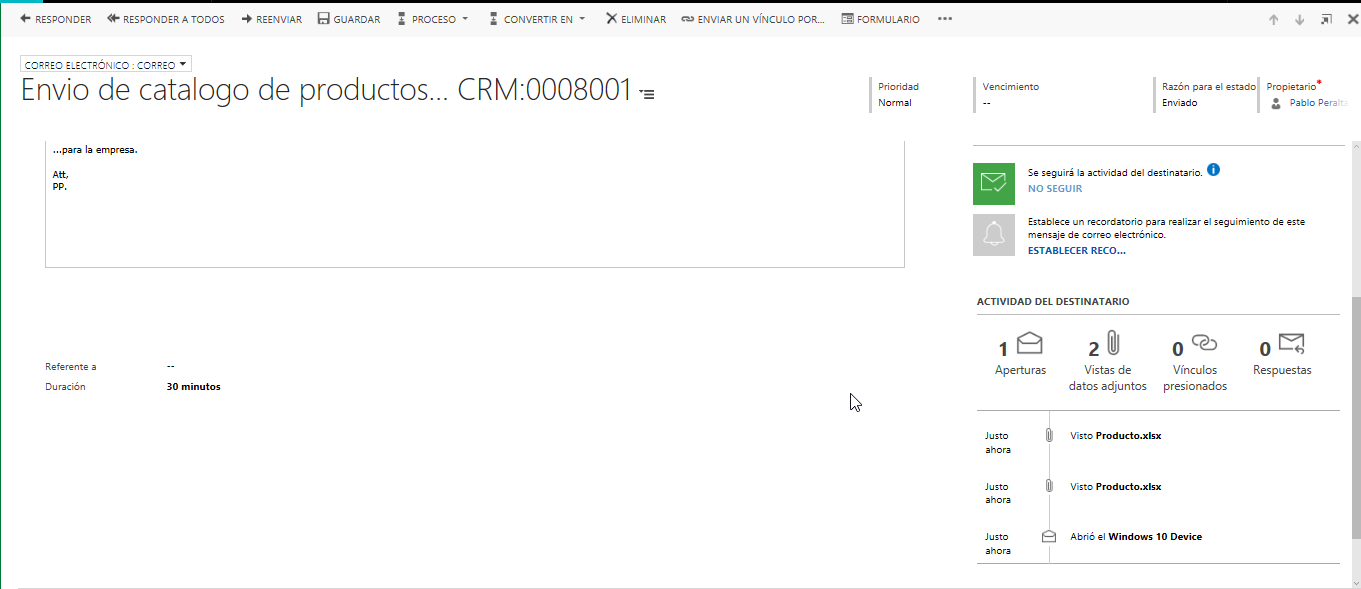 RESPONDER RESPONDER A TODOS REENVIAR GUARDAR PROCESO CONVERTIR EN ELIMINAR ENVIAR UN VÍNCULO POR... FORMULARIO
CORREO ELECTRÓNICO : CORREO
Envio de catalogo de productos... CRM:0008001
Prioridad
Normal
Vencimiento
--
Razón para el estado
Enviado
Propietario*
Pablo Peralta
...para la empresa.
Att,
PP.
Referente a --
Duración 30 minutos
Se seguirá la actividad del destinatario.
NO SEGUIR
Establece un recordatorio para realizar el seguimiento de este
mensaje de correo electrónico.
ESTABLECER RECO...
ACTIVIDAD DEL DESTINATARIO
1
Aperturas
2
Vistas de
datos adjuntos
0
Vínculos
presionados
0
Respuestas
Justo
ahora
Visto Producto.xlsx
Justo
ahora
Visto Producto.xlsx
Justo
ahora
Abrió el Windows 10 Device